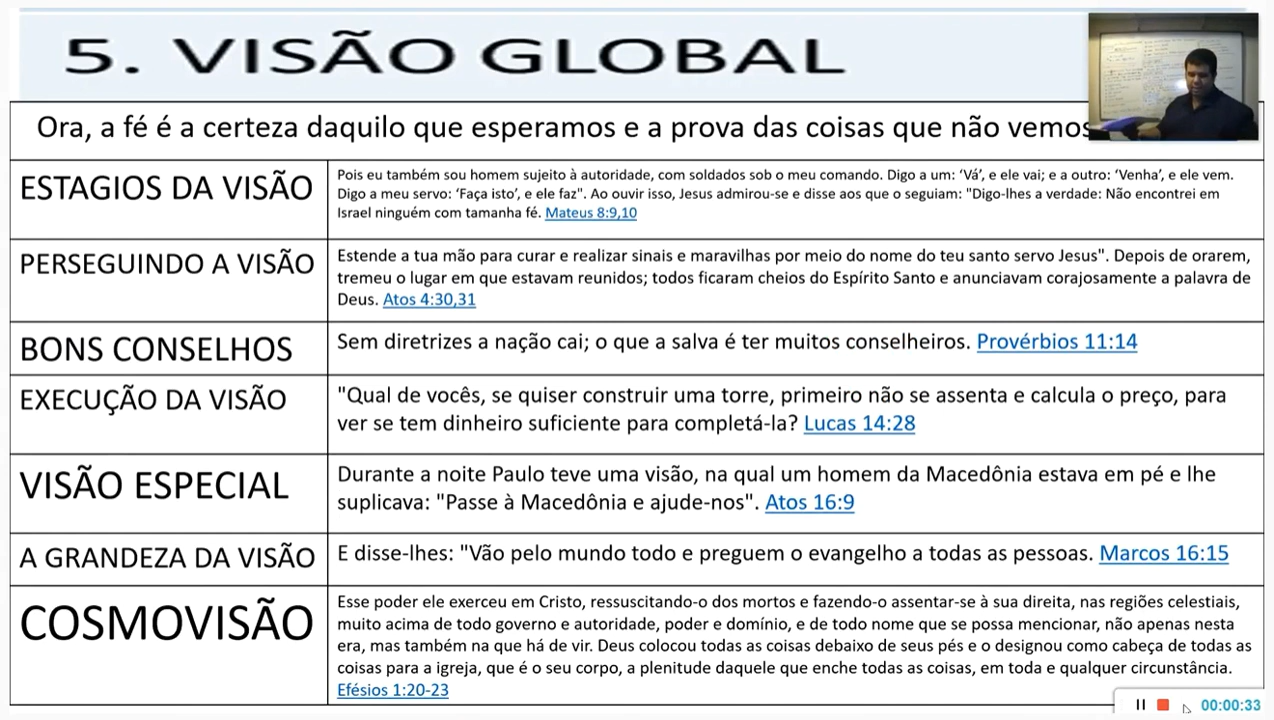 5. VISÃO GLOBAL
Ora, a fé é a certeza daquilo que esperamos e a prova das coisas que não vemos
ESTAGIOS DA VISÃO
Pois eu também sou homem sujeito à autoridade, com soldados sob o meu comando. Digo a um: ‘Vá’, e ele vai; e a outro: ‘Venha’, e ele vem.
Digo a meu servo: ‘Faça isto’, e ele faz". Ao ouvir isso, Jesus admirou-se e disse aos que o seguiam: "Digo-lhes a verdade: Não encontrei em
Israel ninguém com tamanha fé. Mateus 8:9,10
PERSEGUINDO A VISÃO
Estende a tua mão para curar e realizar sinais e maravilhas por meio do nome do teu santo servo Jesus". Depois de orarem,
tremeu o lugar em que estavam reunidos; todos ficaram cheios do Espírito Santo e anunciavam corajosamente a palavra de
Deus. Atos 4:30,31
BONS CONSELHOS
Sem diretrizes a nação cai; o que a salva é ter muitos conselheiros. Provérbios 11:14
EXECUÇÃO DA VISÃO
"Qual de vocês, se quiser construir uma torre, primeiro não se assenta e calcula o preço, para
ver se tem dinheiro suficiente para completá-la? Lucas 14:28
VISÃO ESPECIAL
Durante a noite Paulo teve uma visão, na qual um homem da Macedônia estava em pé e lhe
suplicava: "Passe à Macedônia e ajude-nos". Atos 16:9
A GRANDEZA DA VISÃO
E disse-lhes: "Vão pelo mundo todo e preguem o evangelho a todas as pessoas. Marcos 16:15
COSMOVISÃO
Esse poder ele exerceu em Cristo, ressuscitando-o dos mortos e fazendo-o assentar-se à sua direita, nas regiões celestiais,
muito acima de todo governo e autoridade, poder e domínio, e de todo nome que se possa mencionar, não apenas nesta
era, mas também na que há de vir. Deus colocou todas as coisas debaixo de seus pés e o designou como cabeça de todas as
coisas para a igreja, que é o seu corpo, a plenitude daquele que enche todas as coisas, em toda e qualquer circunstância.
Efésios 1:20-23
00:00:33